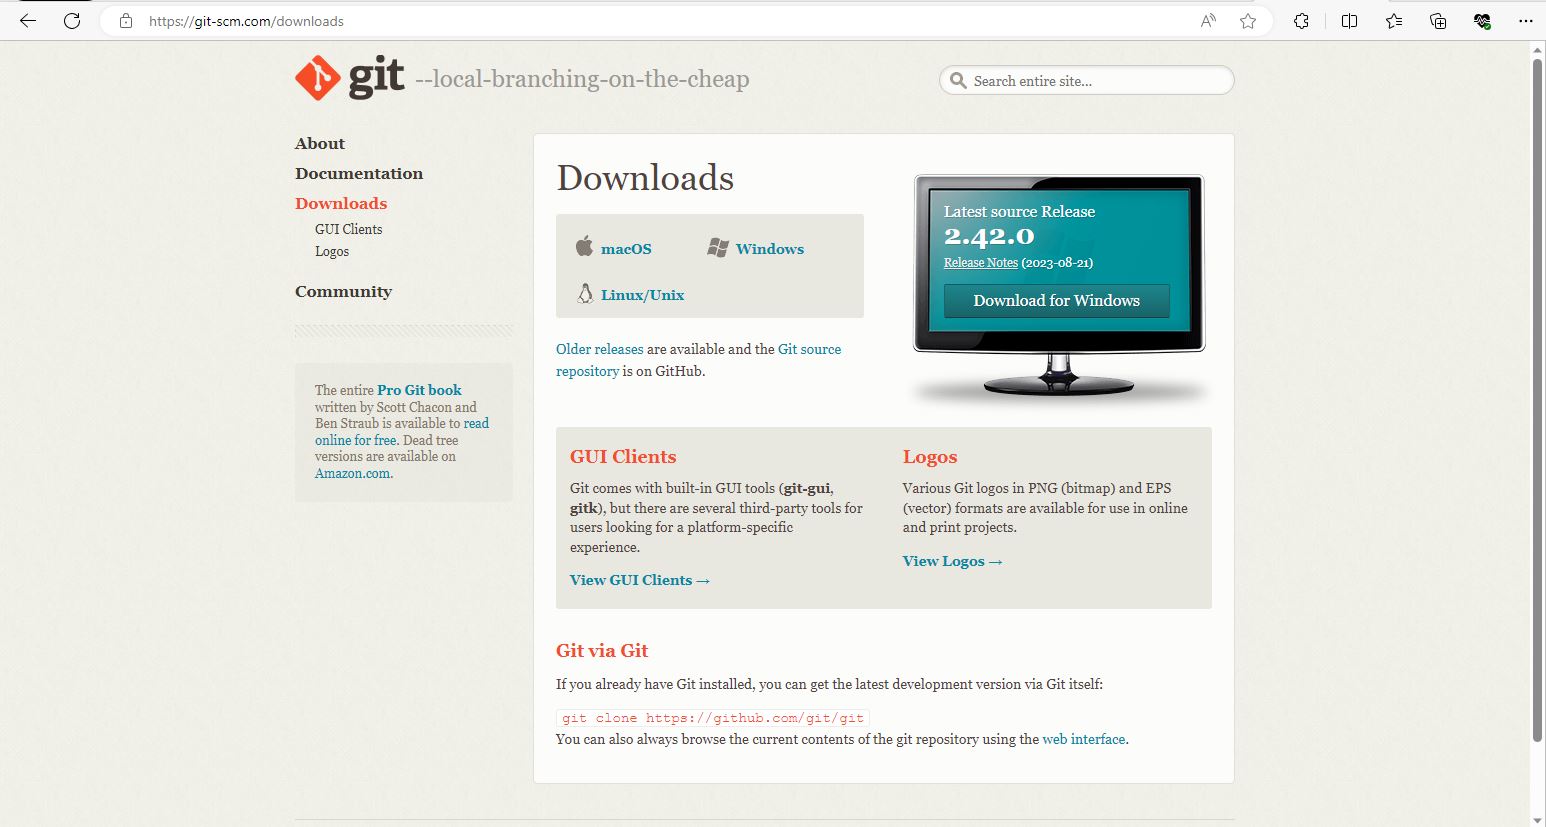 https://git-scm.com/downloads
git --local-branching-on-the-cheap
Search entire site...
About
Documentation
Downloads
GUI Clients
Logos
Community
The entire Pro Git book
written by Scott Chacon and
Ben Straub is available to read
online for free. Dead tree
versions are available on
Amazon.com.
Downloads
macOS
Windows
Linux/Unix
Older releases are available and the Git source
repository is on GitHub.
Latest source Release
2.42.0
Release Notes (2023-08-21)
Download for Windows
GUI Clients
Git comes with built-in GUI tools (git-gui,
gitk), but there are several third-party tools for
users looking for a platform-specific
experience.
View GUI Clients →
Logos
Various Git logos in PNG (bitmap) and EPS
(vector) formats are available for use in online
and print projects.
View Logos →
Git via Git
If you already have Git installed, you can get the latest development version via Git itself:
git clone https://github.com/git/git
You can also always browse the current contents of the git repository using the web interface.